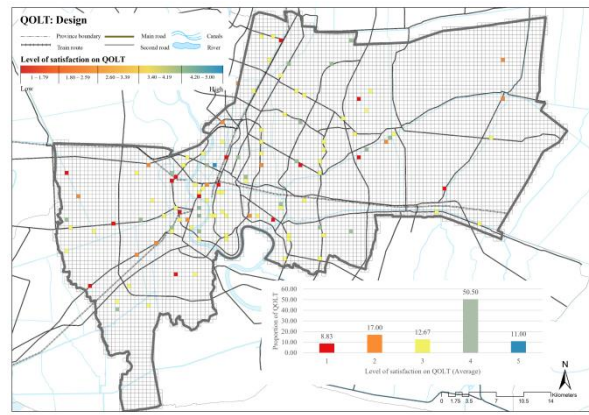 QOLT: Design
Province boundary Main road Canals
Train route Second road River
Level of satisfaction on QOLT
1 – 1.79 1.80 – 2.59 2.60 – 3.39 3.40 – 4.19 4.20 – 5.00
Low High
Proportion of QOLT
60.00
50.00
40.00
30.00
20.00
10.00
0.00
8.83 17.00 12.67 50.50 11.00
1 2 3 4 5
Level of satisfaction on QOLT (Average)
N
0 1.75 3.5 7 10.5 14
Kilometers